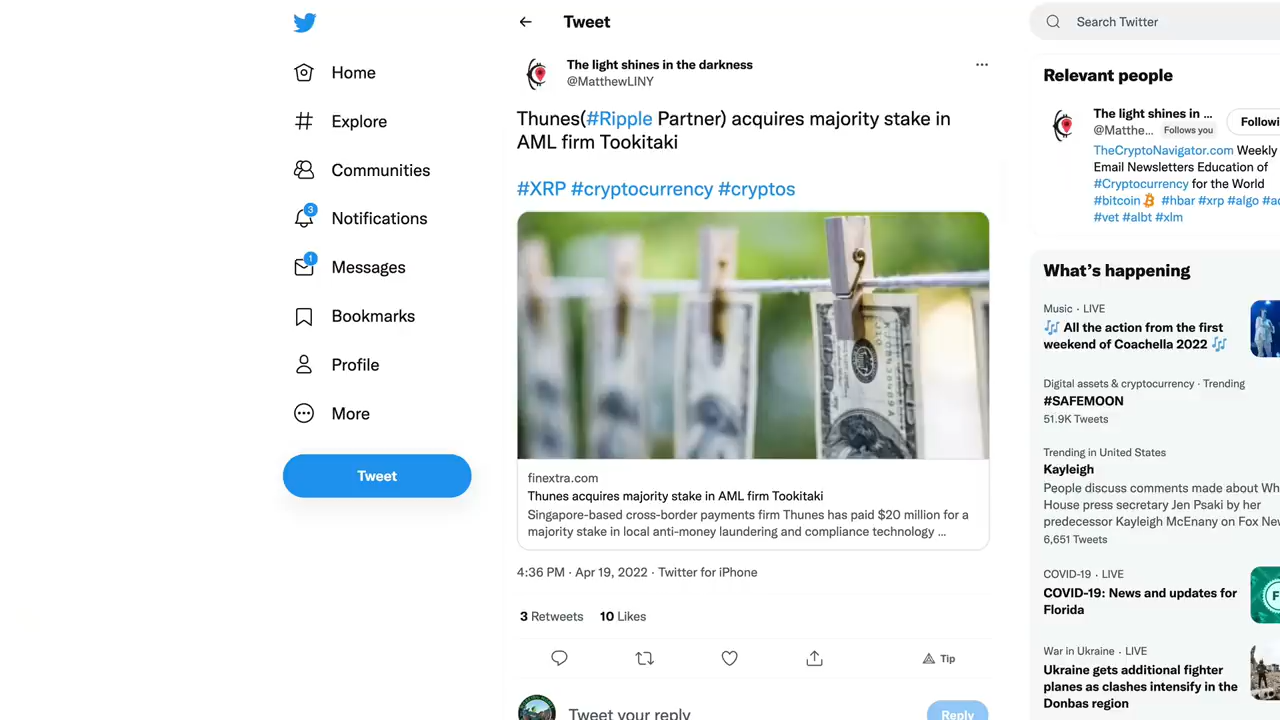 Tweet
Search Twitter
Home
Explore
Communities
3
Notifications
1
Messages
Bookmarks
Profile
More
Tweet
The light shines in the darkness
@MatthewLINY
Thunes(#Ripple Partner) acquires majority stake in
AML firm Tookitaki
#XRP #cryptocurrency #cryptos
finextra.com
Thunes acquires majority stake in AML firm Tookitaki
Singapore-based cross-border payments firm Thunes has paid $20 million for a
majority stake in local anti-money laundering and compliance technology ...
4:36 PM · Apr 19, 2022 · Twitter for iPhone
3 Retweets 10 Likes
Tip
Tweet your reply
Reply
Relevant people
The light shines in ...
@Matthe... Follows you
Followi
TheCryptoNavigator.com Weekly
Email Newsletters Education of
#Cryptocurrency for the World
#bitcoin #hbar #xrp #algo #ac
#vet #albt #xlm
What's happening
Music · LIVE
All the action from the first
weekend of Coachella 2022
Digital assets & cryptocurrency · Trending
#SAFEMOON
51.9K Tweets
Trending in United States
Kayleigh
People discuss comments made about Wh
House press secretary Jen Psaki by her
predecessor Kayleigh McEnany on Fox New
6,651 Tweets
COVID-19 · LIVE
COVID-19: News and updates for
Florida
War in Ukraine · LIVE
Ukraine gets additional fighter
planes as clashes intensify in the
Donbas region